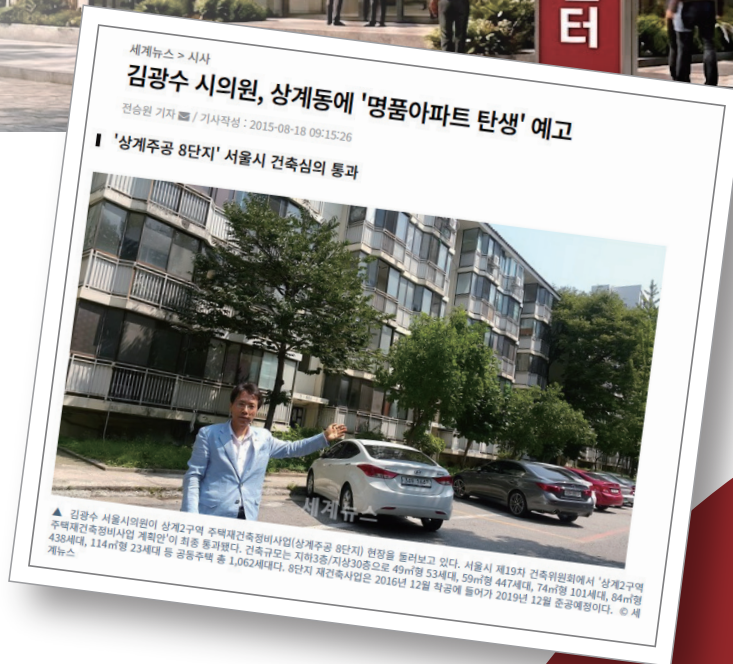 터
세계뉴스 > 시사
김광수 시의원, 상계동에 '명품아파트 탄생' 예고
전승원 기자 / 기사작성 : 2015-08-18 09:15:26
'상계주공 8단지' 서울시 건축심의 통과
세계뉴스
▲ 김광수 서울시의원이 상계2구역 주택재건축정비사업(상계주공 8단지) 현장을 둘러보고 있다. 서울시 제19차 건축위원회에서 '상계2구역
주택재건축정비사업 계획안'이 최종 통과됐다. 건축규모는 지하3층/지상30층으로 49㎡형 53세대, 59㎡형 447세대, 74㎡형 101세대, 84㎡형
438세대, 114㎡형 23세대 등 공동주택 총 1,062세대다. 8단지 재건축사업은 2016년 12월 착공에 들어가 2019년 12월 준공예정이다. © 세
계뉴스